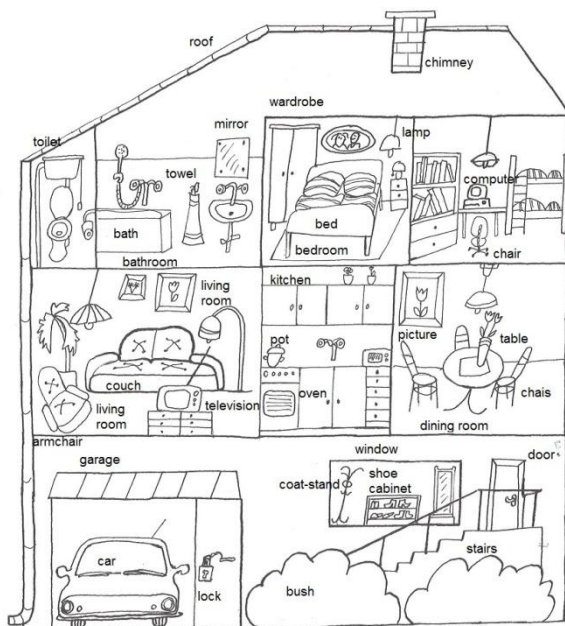 roof
chimney
wardrobe
mirror
lamp
toilet
towel
computer
bath
bed
bathroom
bedroom
chair
living
room
kitchen
picture
table
pot
couch
oven
chais
living
room
television
dining room
armchair
garage
window
door
coat-stand
shoe
cabinet
car
stairs
lock
bush